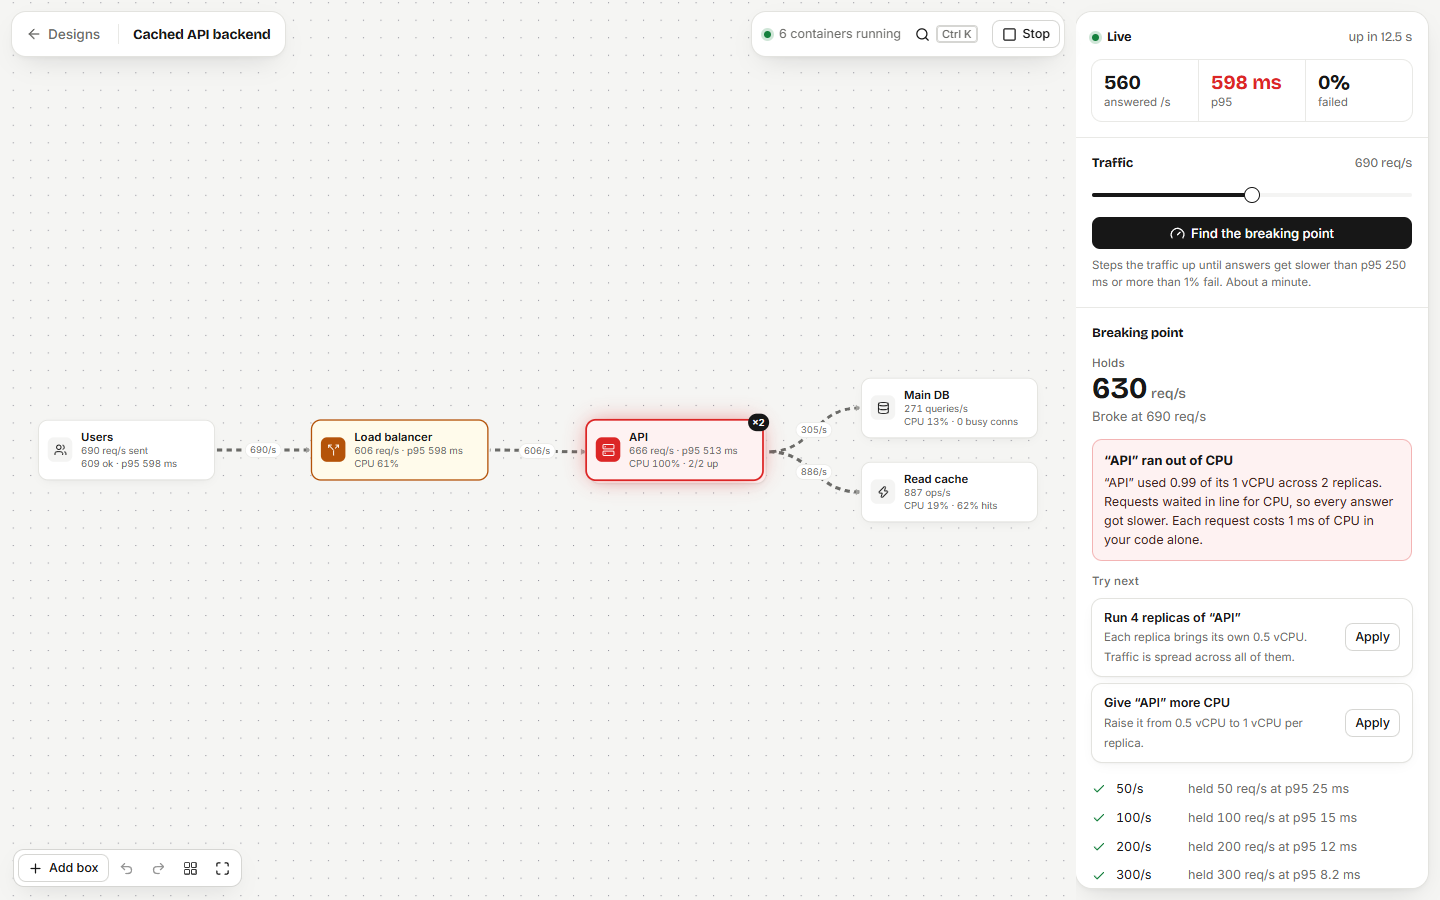 Designs
Cached API backend
6 containers running
Ctrl K
Stop
Users
690 req/s sent
609 ok · p95 598 ms
690/s
Load balancer
606 req/s · p95 598 ms
CPU 61%
606/s
API
666 req/s · p95 513 ms
CPU 100% · 2/2 up
×2
305/s
886/s
Main DB
271 queries/s
CPU 13% · 0 busy conns
Read cache
887 ops/s
CPU 19% · 62% hits
Add box
Live
up in 12.5 s
560
answered /s
598 ms
p95
0%
failed
Traffic
690 req/s
Find the breaking point
Steps the traffic up until answers get slower than p95 250
ms or more than 1% fail. About a minute.
Breaking point
Holds
630 req/s
Broke at 690 req/s
“API” ran out of CPU
“API” used 0.99 of its 1 vCPU across 2 replicas.
Requests waited in line for CPU, so every answer
got slower. Each request costs 1 ms of CPU in
your code alone.
Try next
Run 4 replicas of “API”
Each replica brings its own 0.5 vCPU.
Traffic is spread across all of them.
Apply
Give “API” more CPU
Raise it from 0.5 vCPU to 1 vCPU per
replica.
Apply
50/s held 50 req/s at p95 25 ms
100/s held 100 req/s at p95 15 ms
200/s held 200 req/s at p95 12 ms
300/s held 300 req/s at p95 8.2 ms